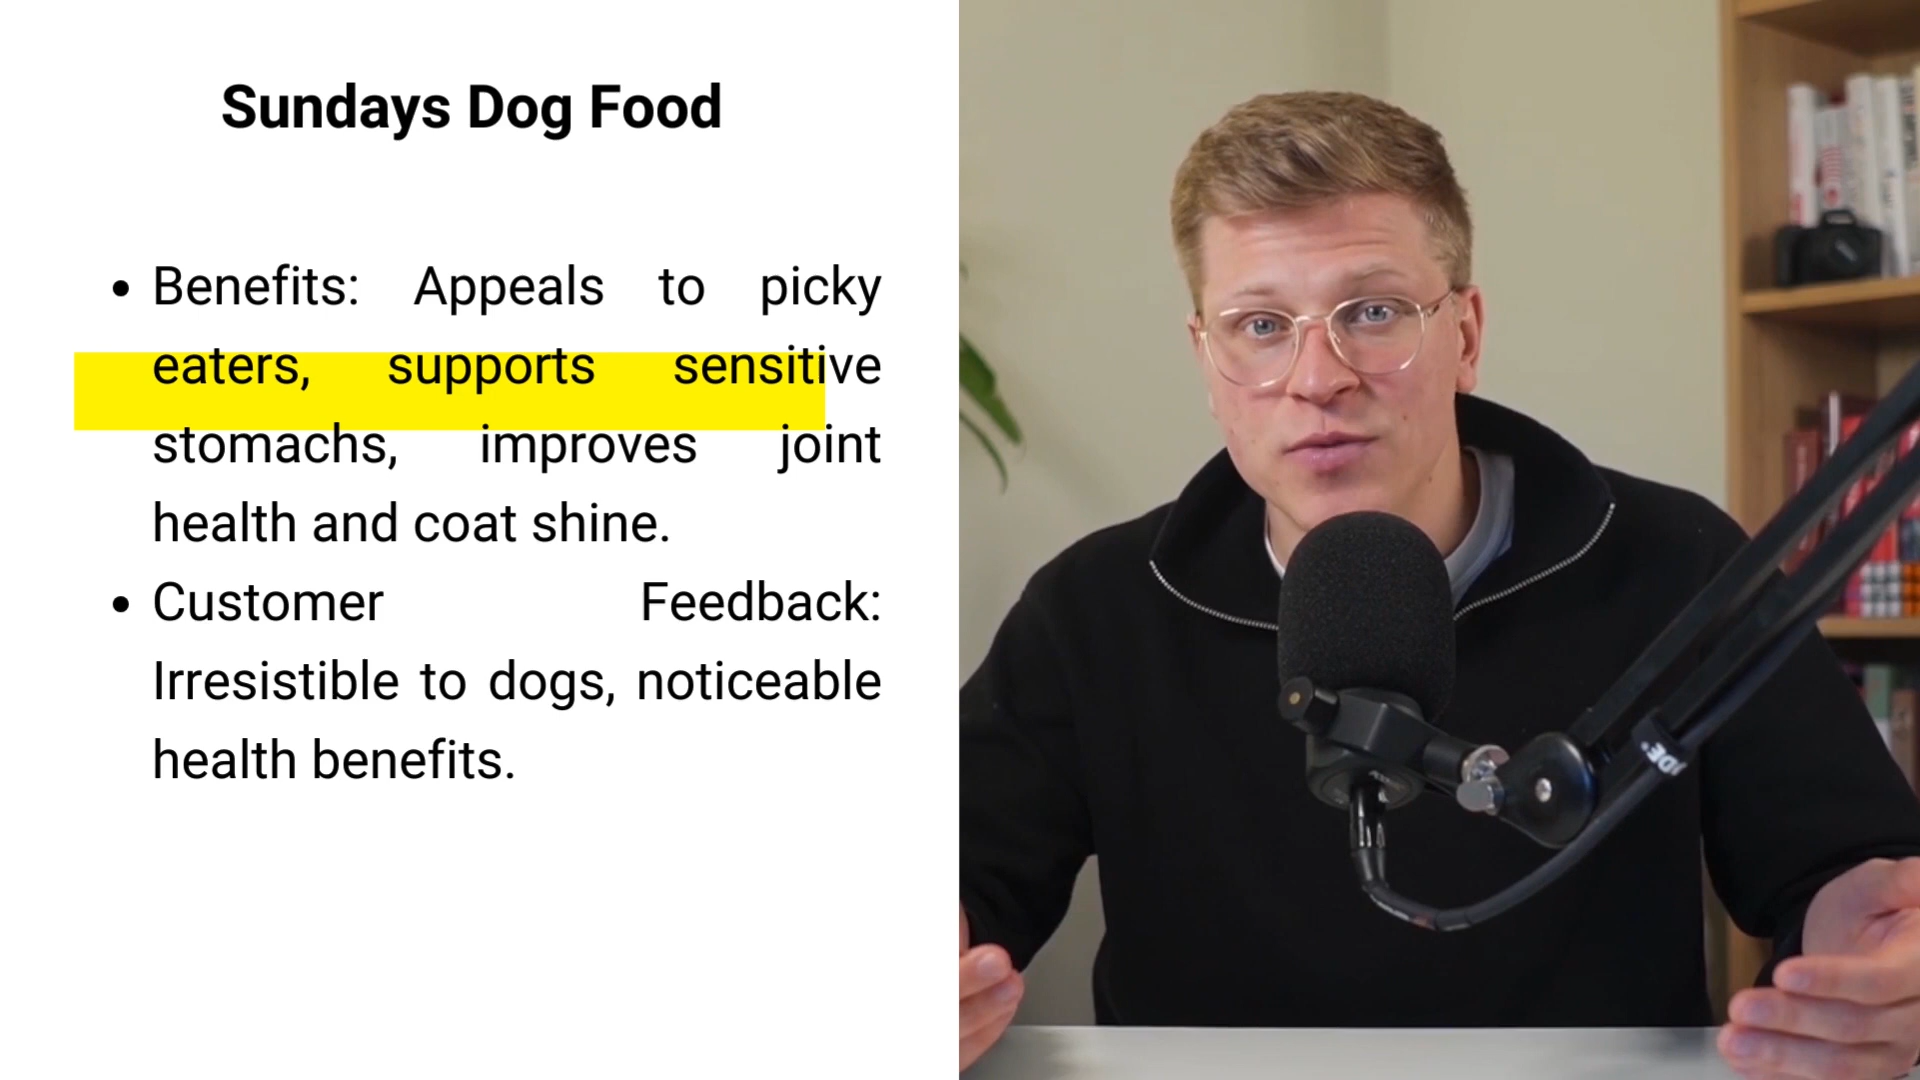 Sundays Dog Food
• Benefits: Appeals to picky
eaters, supports sensitive
stomachs, improves joint
health and coat shine.
• Customer Feedback:
Irresistible to dogs, noticeable
health benefits.